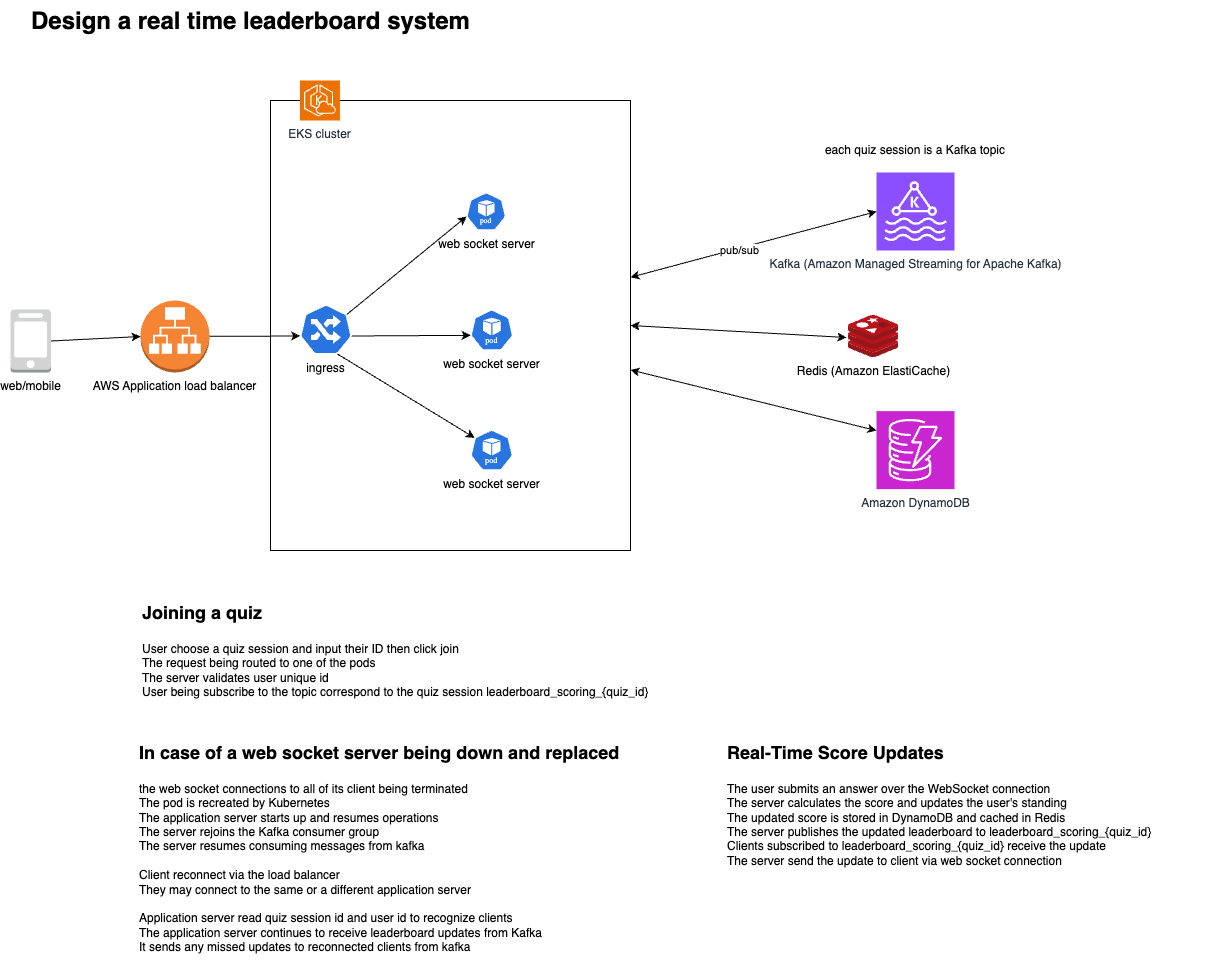 Design a real time leaderboard system
EKS cluster
each quiz session is a Kafka topic
K
pod
web socket server
pub/sub
Kafka (Amazon Managed Streaming for Apache Kafka)
pod
web socket server
ingress
web/mobile
AWS Application load balancer
Redis (Amazon ElastiCache)
pod
web socket server
Amazon DynamoDB
Joining a quiz
User choose a quiz session and input their ID then click join
The request being routed to one of the pods
The server validates user unique id
User being subscribe to the topic correspond to the quiz session leaderboard_scoring_{quiz_id}
In case of a web socket server being down and replaced
the web socket connections to all of its client being terminated
The pod is recreated by Kubernetes
The application server starts up and resumes operations
The server rejoins the Kafka consumer group
The server resumes consuming messages from kafka
Client reconnect via the load balancer
They may connect to the same or a different application server
Application server read quiz session id and user id to recognize clients
The application server continues to receive leaderboard updates from Kafka
It sends any missed updates to reconnected clients from kafka
Real-Time Score Updates
The user submits an answer over the WebSocket connection
The server calculates the score and updates the user's standing
The updated score is stored in DynamoDB and cached in Redis
The server publishes the updated leaderboard to leaderboard_scoring_{quiz_id}
Clients subscribed to leaderboard_scoring_{quiz_id} receive the update
The server send the update to client via web socket connection